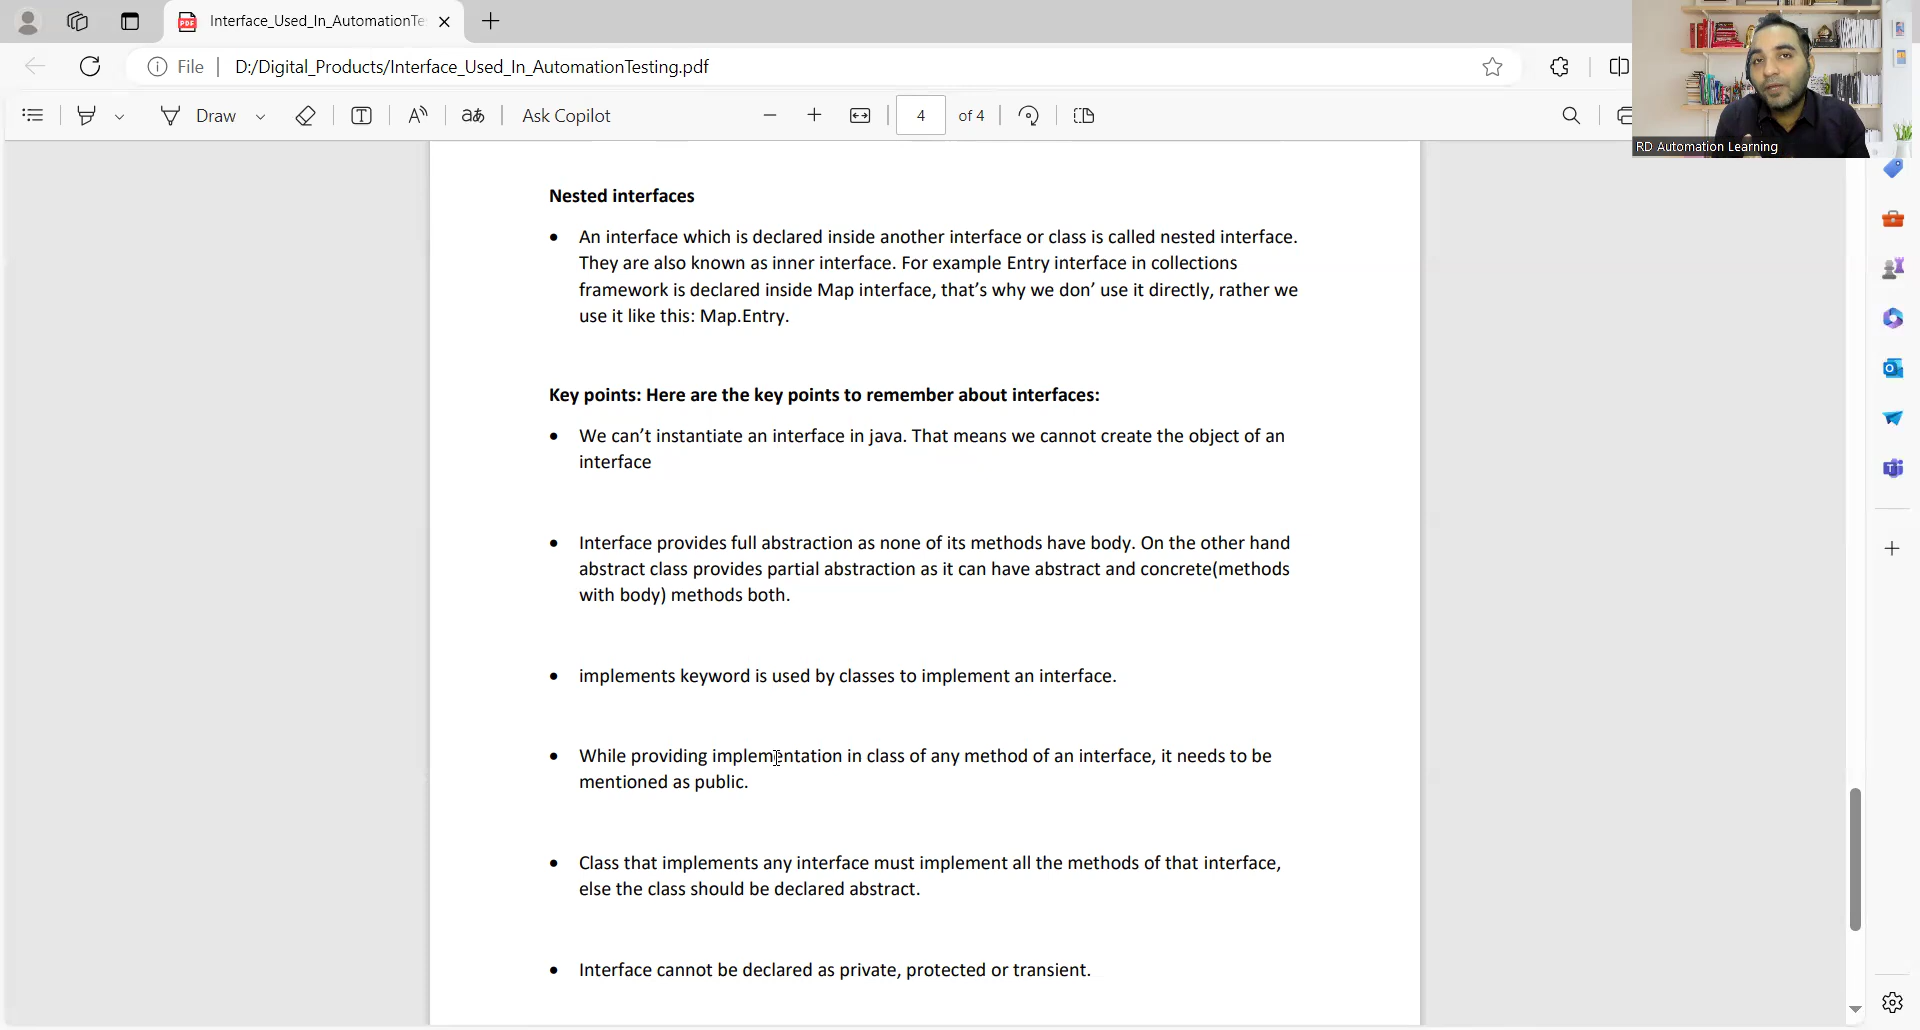 Interface_Used_In_AutomationTe
File
D:/Digital_Products/Interface_Used_In_AutomationTesting.pdf
Draw
aあ
Ask Copilot
4 of 4
RD Automation Learning
Nested interfaces
• An interface which is declared inside another interface or class is called nested interface.
They are also known as inner interface. For example Entry interface in collections
framework is declared inside Map interface, that’s why we don’ use it directly, rather we
use it like this: Map.Entry.
Key points: Here are the key points to remember about interfaces:
• We can’t instantiate an interface in java. That means we cannot create the object of an
interface
• Interface provides full abstraction as none of its methods have body. On the other hand
abstract class provides partial abstraction as it can have abstract and concrete(methods
with body) methods both.
• implements keyword is used by classes to implement an interface.
• While providing implementation in class of any method of an interface, it needs to be
mentioned as public.
• Class that implements any interface must implement all the methods of that interface,
else the class should be declared abstract.
• Interface cannot be declared as private, protected or transient.